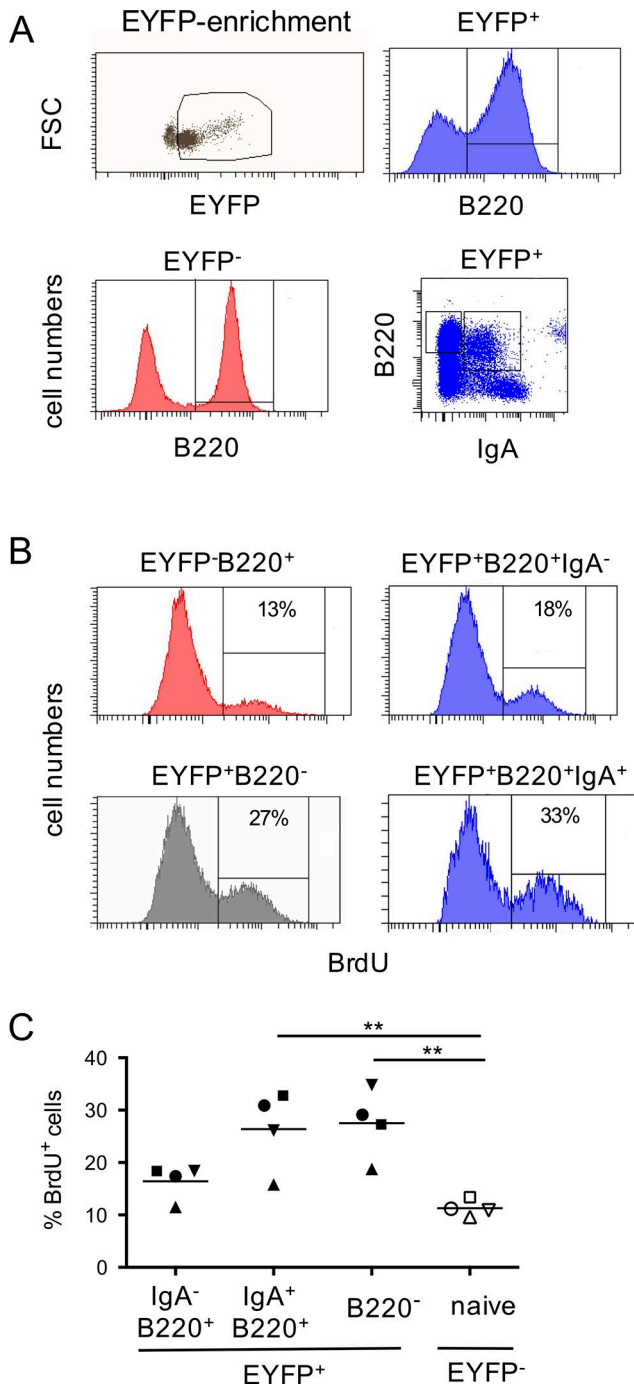 A
EYFP-enrichment
EYFP⁺
FSC
EYFP
B220
EYFP⁻
EYFP⁺
cell numbers
B220
B220
IgA
B
EYFP⁻B220⁺
EYFP⁺B220⁺IgA⁻
13%
18%
cell numbers
EYFP⁺B220⁻
EYFP⁺B220⁺IgA⁺
27%
33%
BrdU
C
**
**
% BrdU⁺ cells
40
30
20
10
0
IgA⁻ IgA⁺ B220⁻ naive
B220⁺ B220⁺
EYFP⁺ EYFP⁻